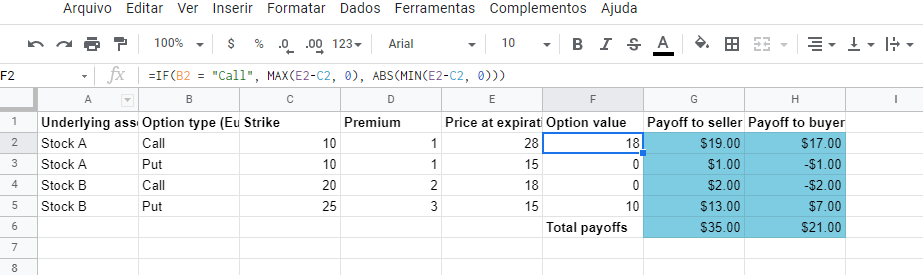 Arquivo Editar Ver Inserir Formatar Dados Ferramentas Complementos Ajuda
100% $ % .0 .00 123 Arial 10 B I S A
F2 fx =IF(B2 = "Call", MAX(E2-C2, 0), ABS(MIN(E2-C2, 0)))
A B C D E F G H I
1 Underlying ass Option type (Eu Strike Premium Price at expirati Option value Payoff to seller Payoff to buyer
2 Stock A Call 10 1 28 18 $19.00 $17.00
3 Stock A Put 10 1 15 0 $1.00 -$1.00
4 Stock B Call 20 2 18 0 $2.00 -$2.00
5 Stock B Put 25 3 15 10 $13.00 $7.00
6 Total payoffs $35.00 $21.00
7
8